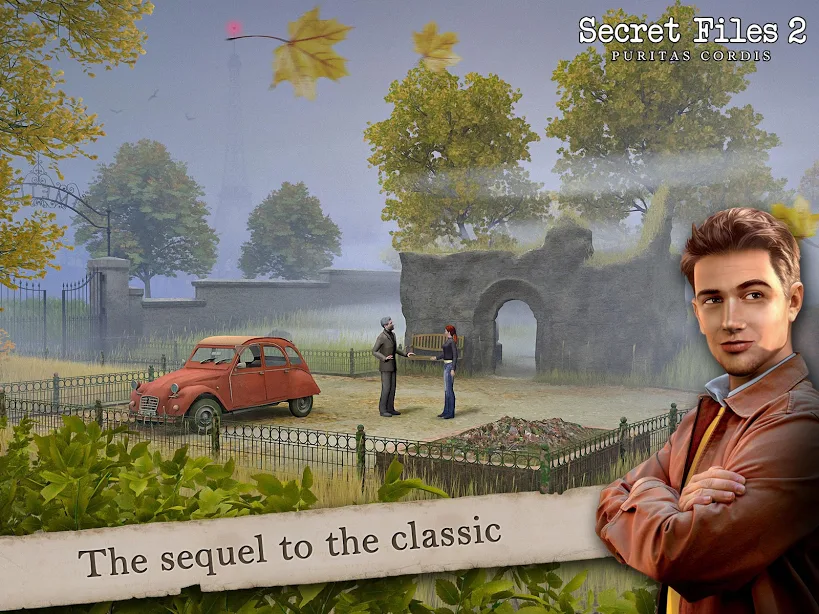 Secret Files 2
PURITAS CORDIS
The sequel to the classic